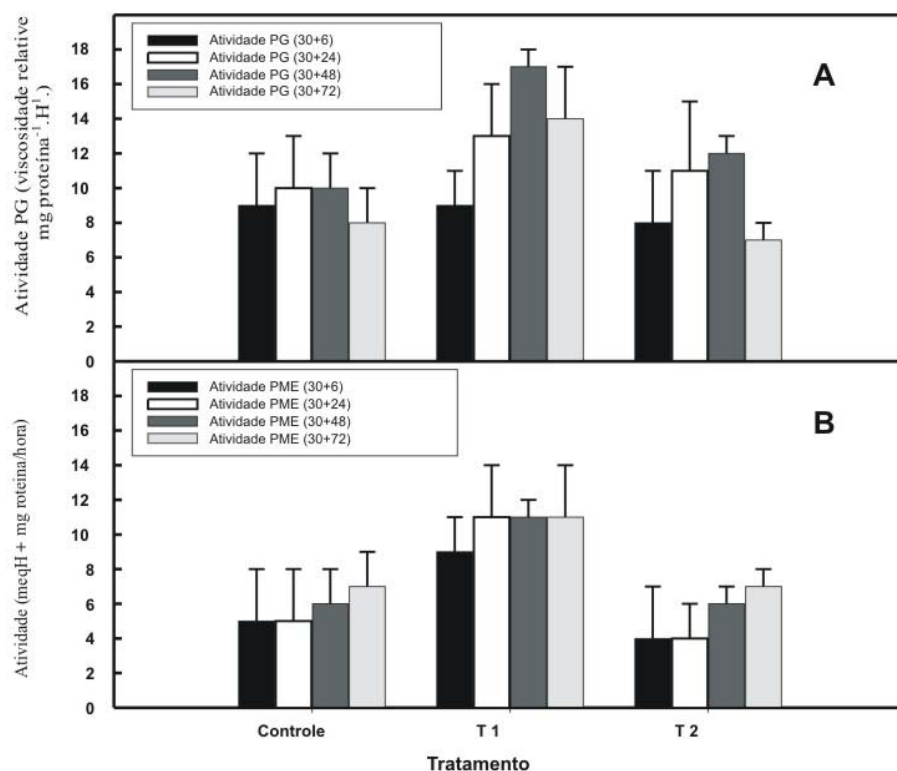 Atividade PG (viscosidade relative
mg proteína⁻¹.H¹.)
18
16
14
12
10
8
6
4
2
0
Atividade PG (30+6)
Atividade PG (30+24)
Atividade PG (30+48)
Atividade PG (30+72)
A
Atividade (meqH + mg roteina/hora)
18
16
14
12
10
8
6
4
2
0
Atividade PME (30+6)
Atividade PME (30+24)
Atividade PME (30+48)
Atividade PME (30+72)
B
Controle
T 1
T 2
Tratamento